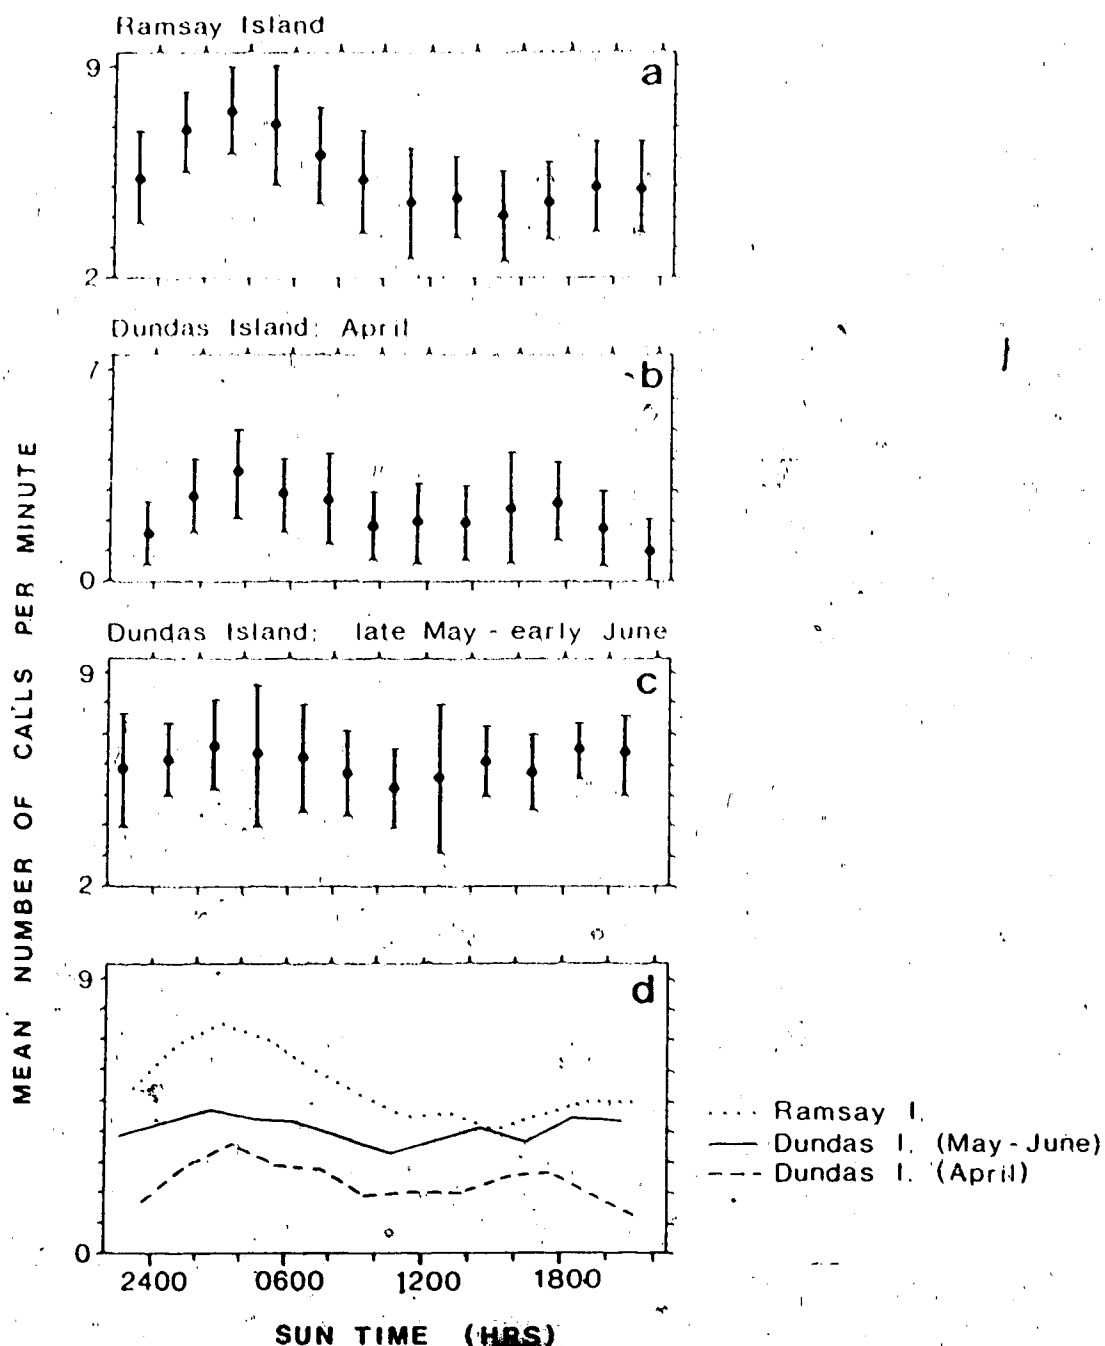 Ramsay Island
9
a
2
Dundas Island: April
7
b
0
Dundas Island: late May - early June
9
c
2
MEAN NUMBER OF CALLS PER MINUTE
9
d
0
2400 0600 1200 1800
SUN TIME (HRS)
Ramsay I.
Dundas I. (May - June)
Dundas I. (April)